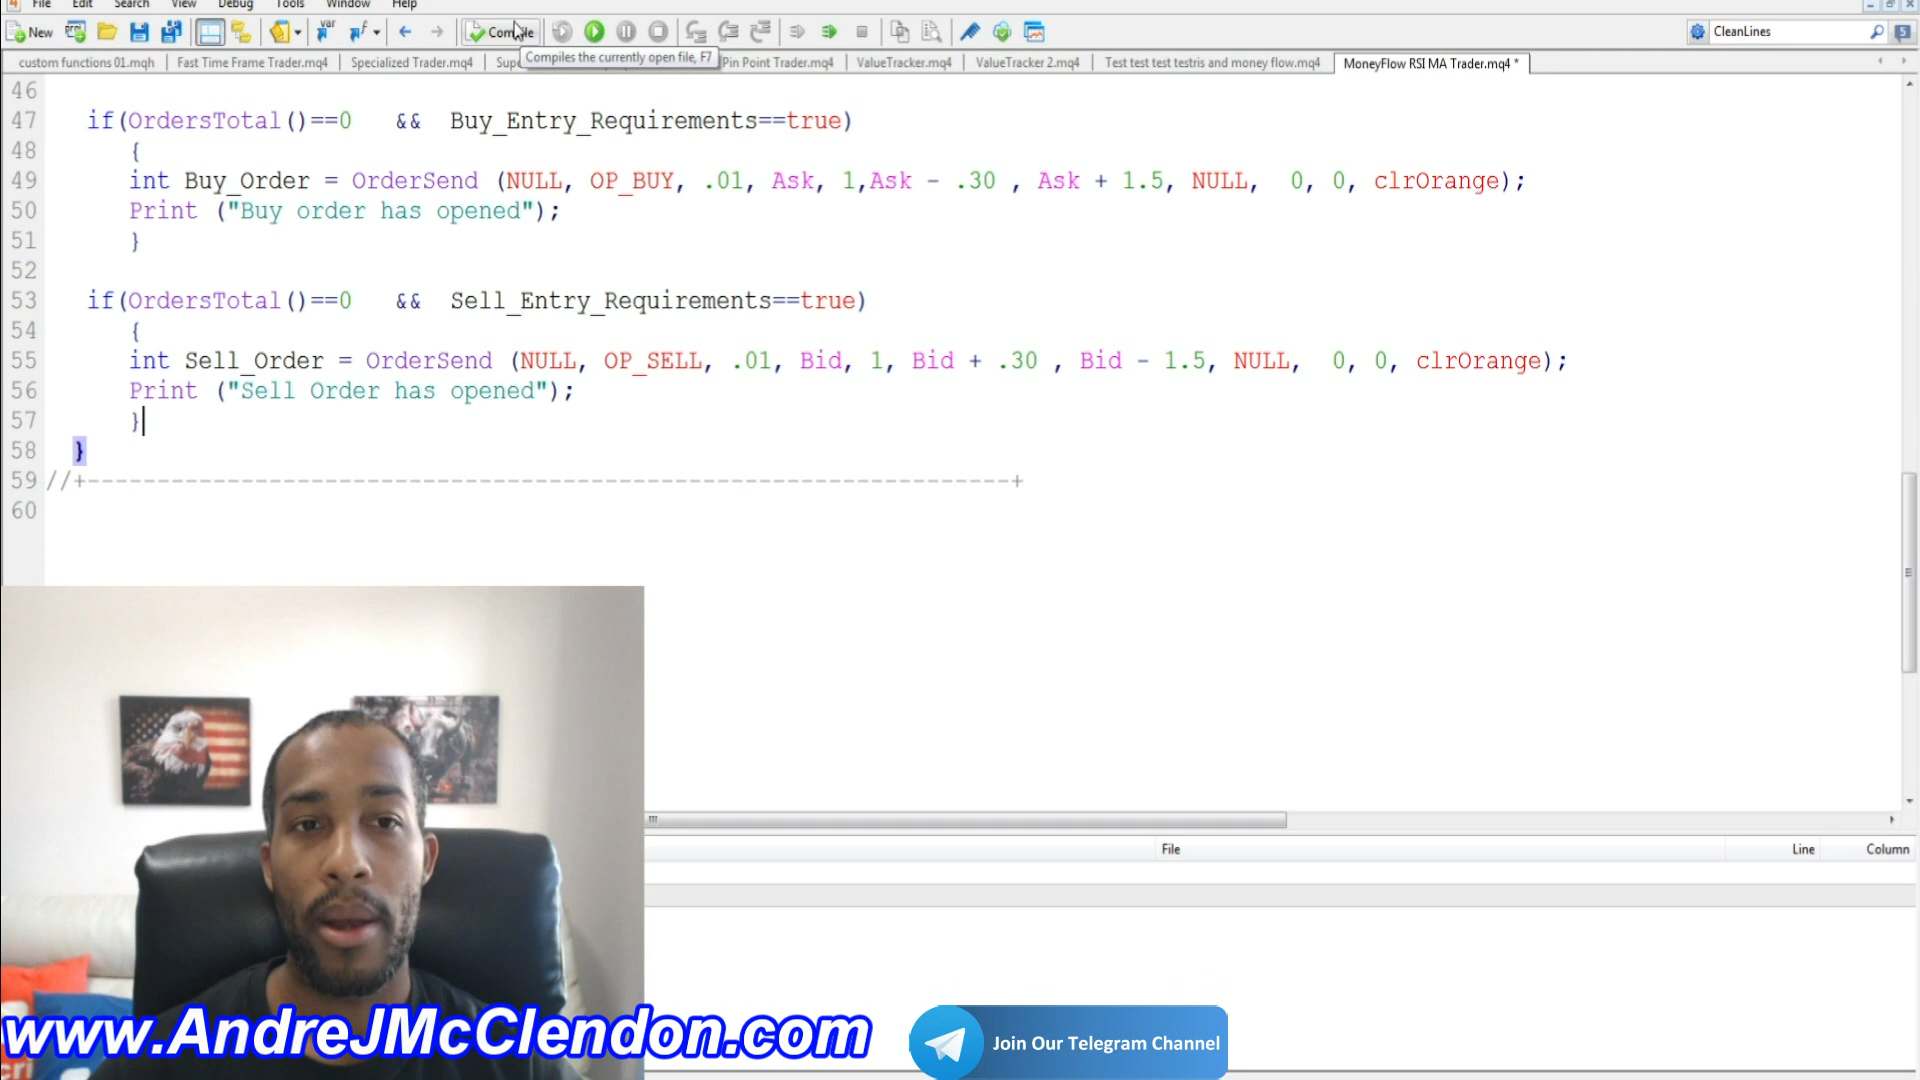 File Edit Search View Debug Tools Window Help
New Compile CleanLines 5
Compiles the currently open file, F7
custom functions 01.mqh Fast Time Frame Trader.mq4 Specialized Trader.mq4 Pin Point Trader.mq4 ValueTracker.mq4 ValueTracker 2.mq4 Test test test testris and money flow.mq4 MoneyFlow RSI MA Trader.mq4 *
46
47 if(OrdersTotal()==0 && Buy_Entry_Requirements==true)
48 {
49 int Buy_Order = OrderSend (NULL, OP_BUY, .01, Ask, 1,Ask - .30 , Ask + 1.5, NULL, 0, 0, clrOrange);
50 Print ("Buy order has opened");
51 }
52
53 if(OrdersTotal()==0 && Sell_Entry_Requirements==true)
54 {
55 int Sell_Order = OrderSend (NULL, OP_SELL, .01, Bid, 1, Bid + .30 , Bid - 1.5, NULL, 0, 0, clrOrange);
56 Print ("Sell Order has opened");
57 }
58 }
59 //+------------------------------------------------------------------+
60
File Line Column
www.AndreJMcClendon.com
Join Our Telegram Channel